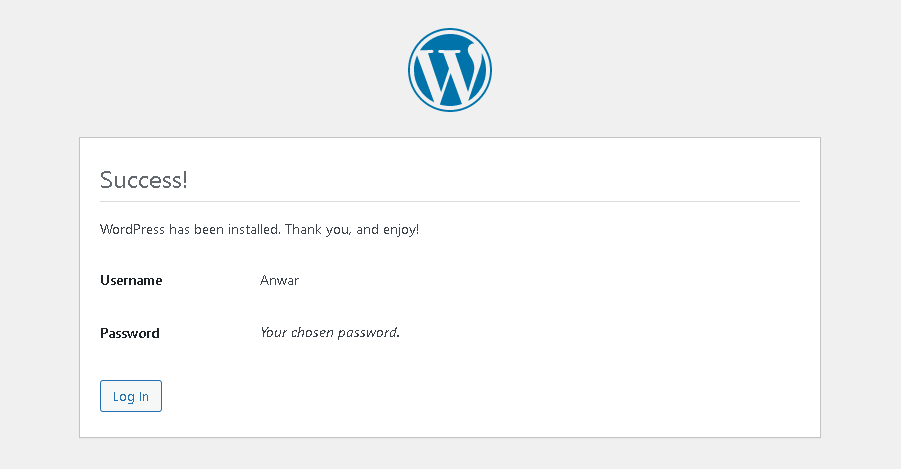 Success!
WordPress has been installed. Thank you, and enjoy!
Username Anwar
Password Your chosen password.
Log In